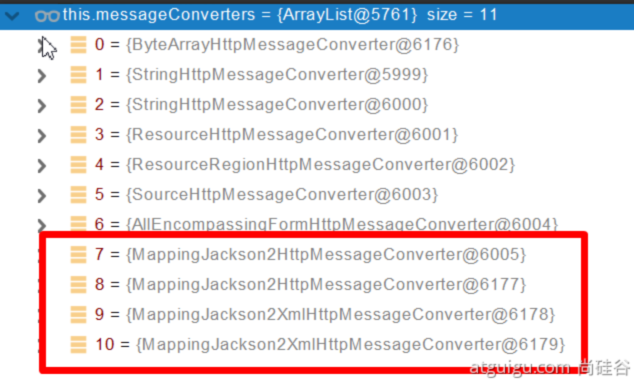 this.messageConverters = {ArrayList@5761} size = 11
0 = {ByteArrayHttpMessageConverter@6176}
1 = {StringHttpMessageConverter@5999}
2 = {StringHttpMessageConverter@6000}
3 = {ResourceHttpMessageConverter@6001}
4 = {ResourceRegionHttpMessageConverter@6002}
5 = {SourceHttpMessageConverter@6003}
6 = {AllEncompassingFormHttpMessageConverter@6004}
7 = {MappingJackson2HttpMessageConverter@6005}
8 = {MappingJackson2HttpMessageConverter@6177}
9 = {MappingJackson2XmlHttpMessageConverter@6178}
10 = {MappingJackson2XmlHttpMessageConverter@6179}
atguigu.com 尚硅谷